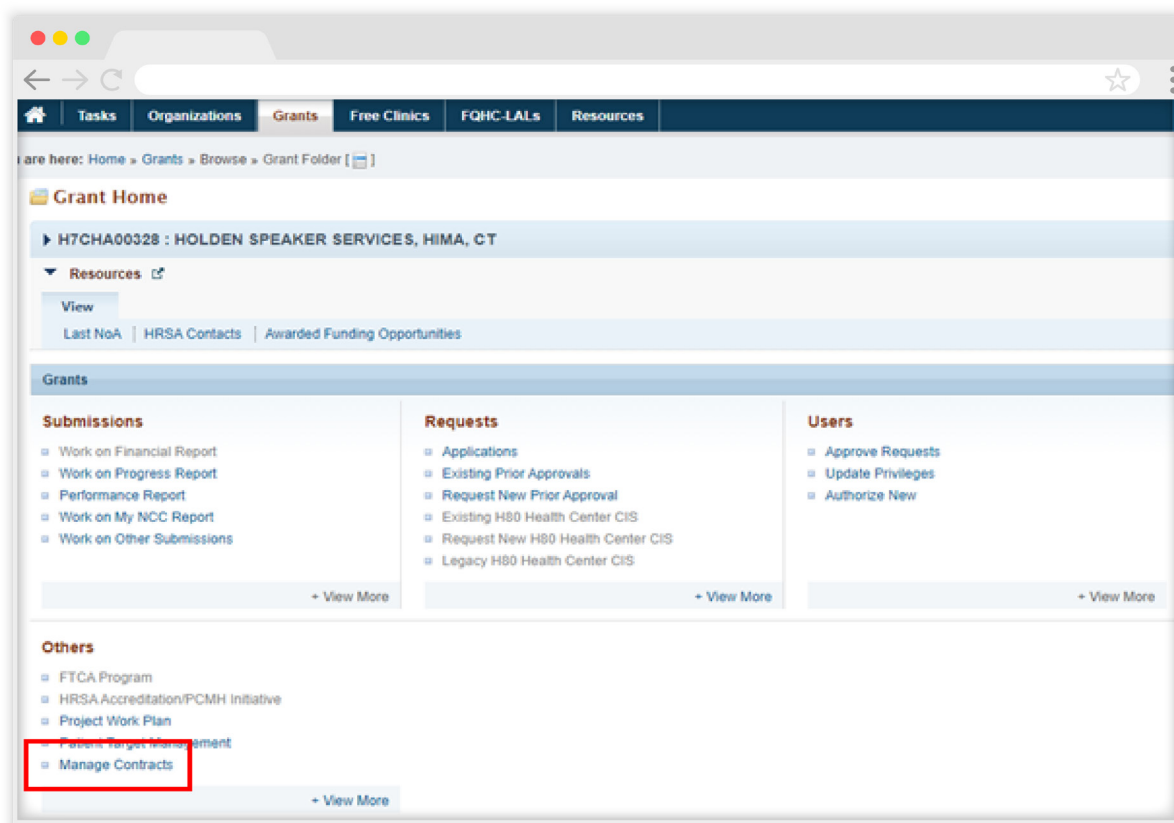 Tasks Organizations Grants Free Clinics FQHC-LALs Resources
are here: Home » Grants » Browse » Grant Folder [ ]
Grant Home
H7CHA00328 : HOLDEN SPEAKER SERVICES, HIMA, CT
Resources
View
Last NoA | HRSA Contacts | Awarded Funding Opportunities
Grants
Submissions
Work on Financial Report
Work on Progress Report
Performance Report
Work on My NCC Report
Work on Other Submissions
+ View More
Requests
Applications
Existing Prior Approvals
Request New Prior Approval
Existing H80 Health Center CIS
Request New H80 Health Center CIS
Legacy H80 Health Center CIS
+ View More
Users
Approve Requests
Update Privileges
Authorize New
+ View More
Others
FTCA Program
HRSA Accreditation/PCMH Initiative
Project Work Plan
Patient Target Management
Manage Contracts
+ View More